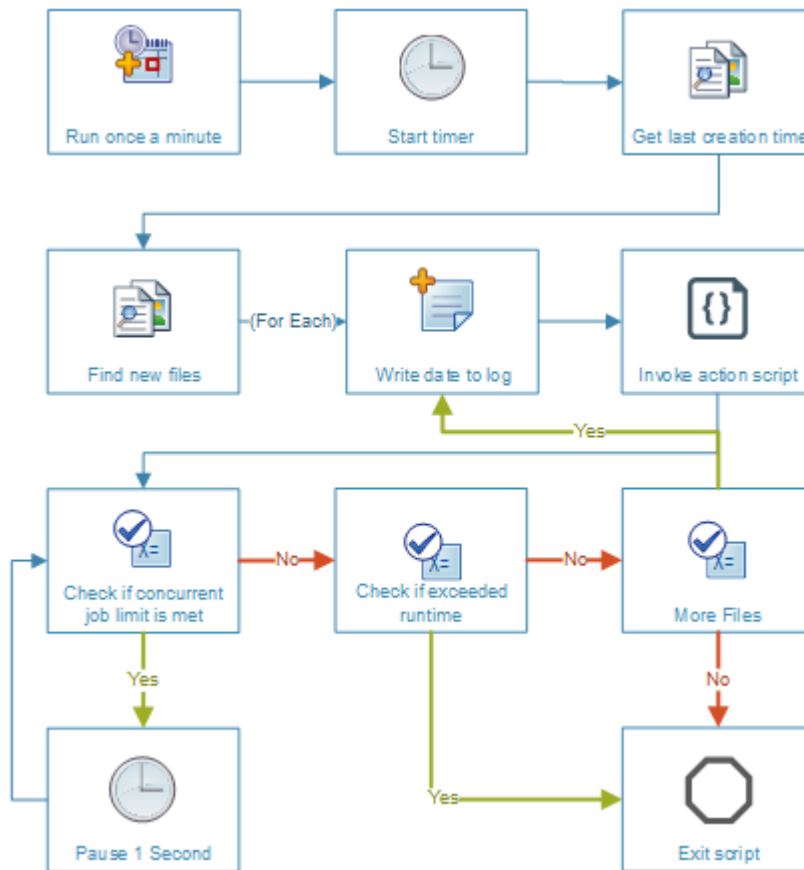 Run once a minute
Start timer
Get last creation time
Find new files
(For Each)
Write date to log
Invoke action script
Yes
Check if concurrent
job limit is met
No
Check if exceeded
runtime
No
More Files
Yes
No
Pause 1 Second
Yes
Exit script